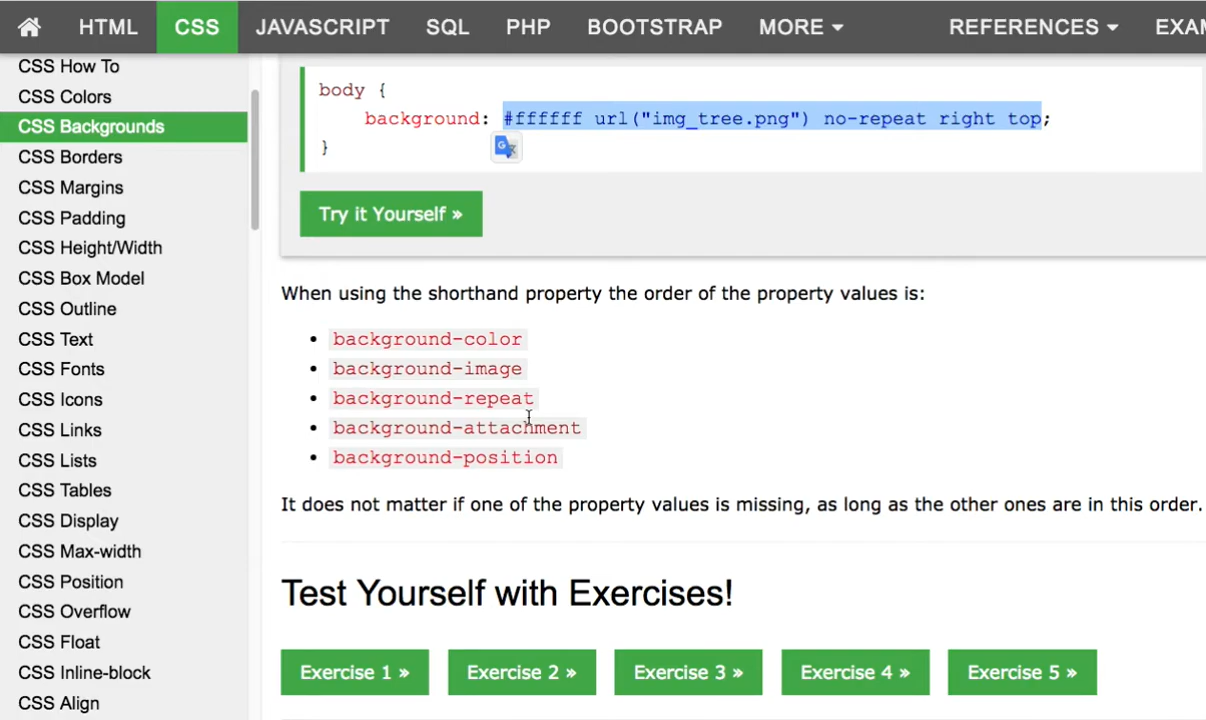 HTML CSS JAVASCRIPT SQL PHP BOOTSTRAP MORE REFERENCES EXAM
CSS How To
CSS Colors
CSS Backgrounds
CSS Borders
CSS Margins
CSS Padding
CSS Height/Width
CSS Box Model
CSS Outline
CSS Text
CSS Fonts
CSS Icons
CSS Links
CSS Lists
CSS Tables
CSS Display
CSS Max-width
CSS Position
CSS Overflow
CSS Float
CSS Inline-block
CSS Align
body {
background: #ffffff url("img_tree.png") no-repeat right top;
}
Try it Yourself »
When using the shorthand property the order of the property values is:
• background-color
• background-image
• background-repeat
• background-attachment
• background-position
It does not matter if one of the property values is missing, as long as the other ones are in this order.
Test Yourself with Exercises!
Exercise 1 » Exercise 2 » Exercise 3 » Exercise 4 » Exercise 5 »